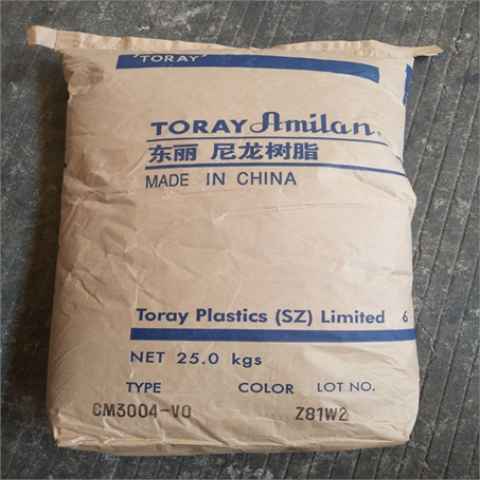 TORAY
TORAY Amilan
东丽 尼龙树脂
MADE IN CHINA
Toray Plastics (SZ) Limited 6
NET 25.0 kgs
TYPE COLOR LOT NO.
CM3004-V0 Z81W2